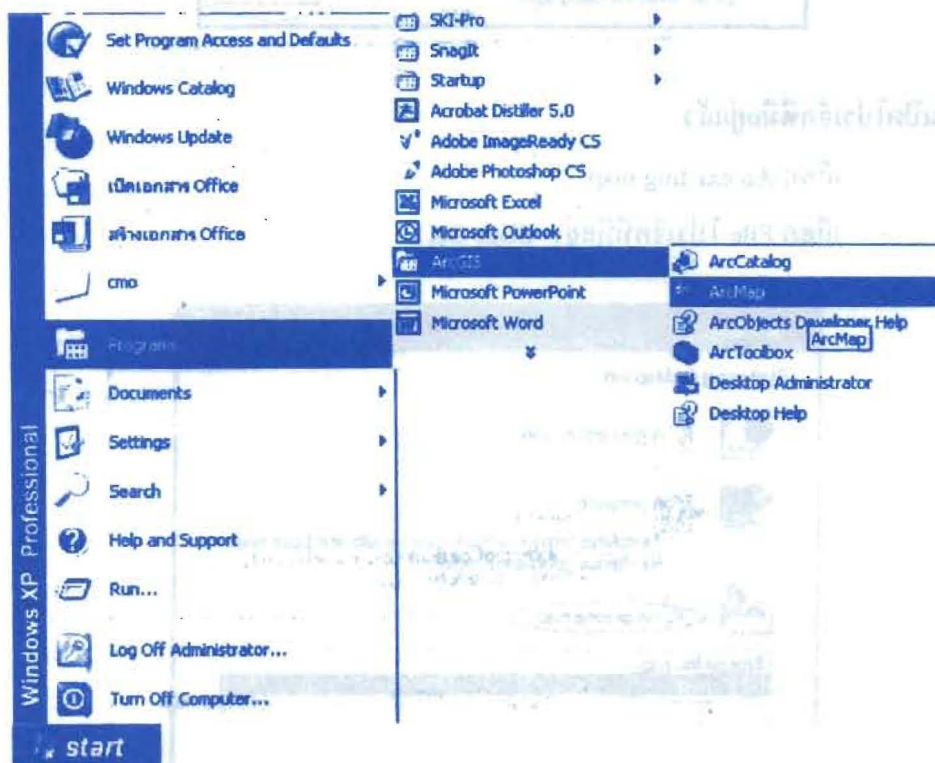 Set Program Access and Defaults
Windows Catalog
Windows Update
เปิดเอกสาร Office
สร้างเอกสาร Office
cmo
Programs
Documents
Settings
Search
Help and Support
Run...
Log Off Administrator...
Turn Off Computer...
Windows XP Professional
start
SKI-Pro
SnagIt
Startup
Acrobat Distiller 5.0
Adobe ImageReady CS
Adobe Photoshop CS
Microsoft Excel
Microsoft Outlook
ArcGIS
Microsoft PowerPoint
Microsoft Word
ArcCatalog
ArcMap
ArcObjects Developer Help
ArcMap
ArcToolbox
Desktop Administrator
Desktop Help